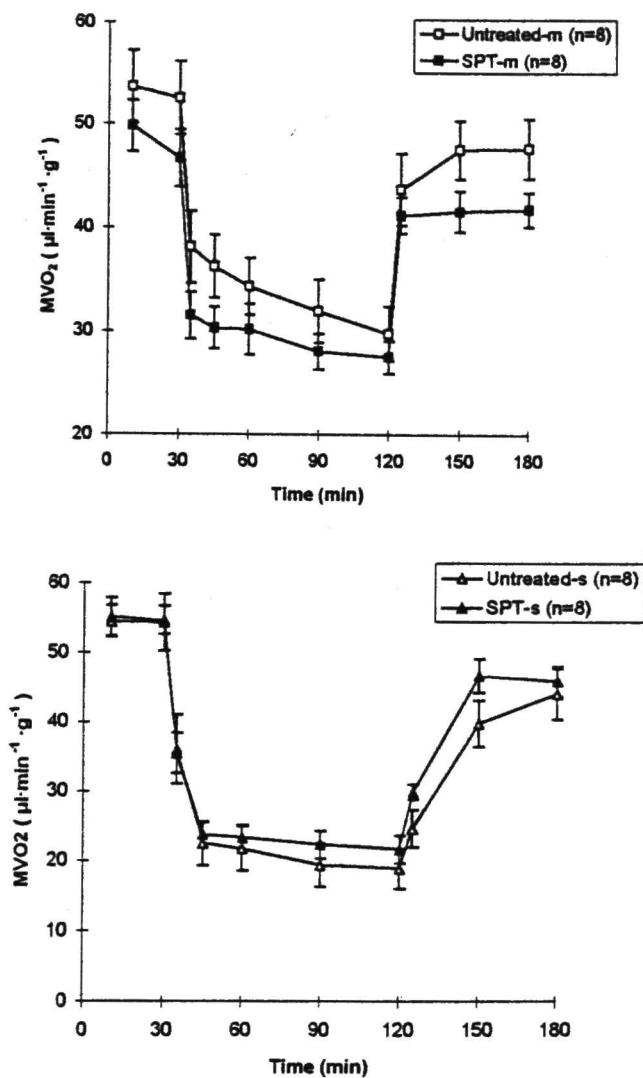 Untreated-m (n=8)
SPT-m (n=8)
60
50
40
30
20
MVO₂ ( µl·min⁻¹ ·g⁻¹ )
0 30 60 90 120 150 180
Time (min)
Untreated-s (n=8)
SPT-s (n=8)
60
50
40
30
20
10
0
MVO2 ( µl·min⁻¹ ·g⁻¹ )
0 30 60 90 120 150 180
Time (min)